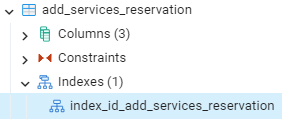 add_services_reservation
Columns (3)
Constraints
Indexes (1)
index_id_add_services_reservation